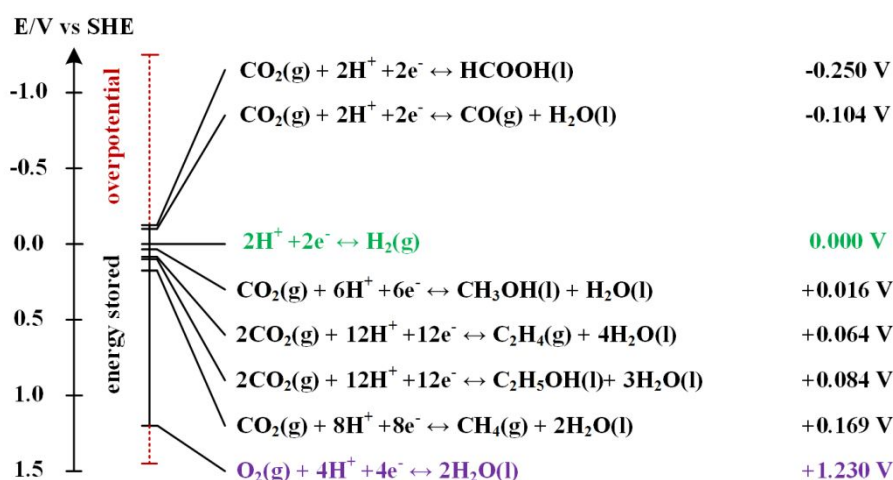 E/V vs SHE
CO₂(g) + 2H⁺ +2e⁻ ↔ HCOOH(l) -0.250 V
-1.0
CO₂(g) + 2H⁺ +2e⁻ ↔ CO(g) + H₂O(l) -0.104 V
overpotential
-0.5
0.0
2H⁺ +2e⁻ ↔ H₂(g) 0.000 V
CO₂(g) + 6H⁺ +6e⁻ ↔ CH₃OH(l) + H₂O(l) +0.016 V
energy stored
0.5
2CO₂(g) + 12H⁺ +12e⁻ ↔ C₂H₄(g) + 4H₂O(l) +0.064 V
2CO₂(g) + 12H⁺ +12e⁻ ↔ C₂H₅OH(l)+ 3H₂O(l) +0.084 V
1.0
CO₂(g) + 8H⁺ +8e⁻ ↔ CH₄(g) + 2H₂O(l) +0.169 V
1.5
O₂(g) + 4H⁺ +4e⁻ ↔ 2H₂O(l) +1.230 V